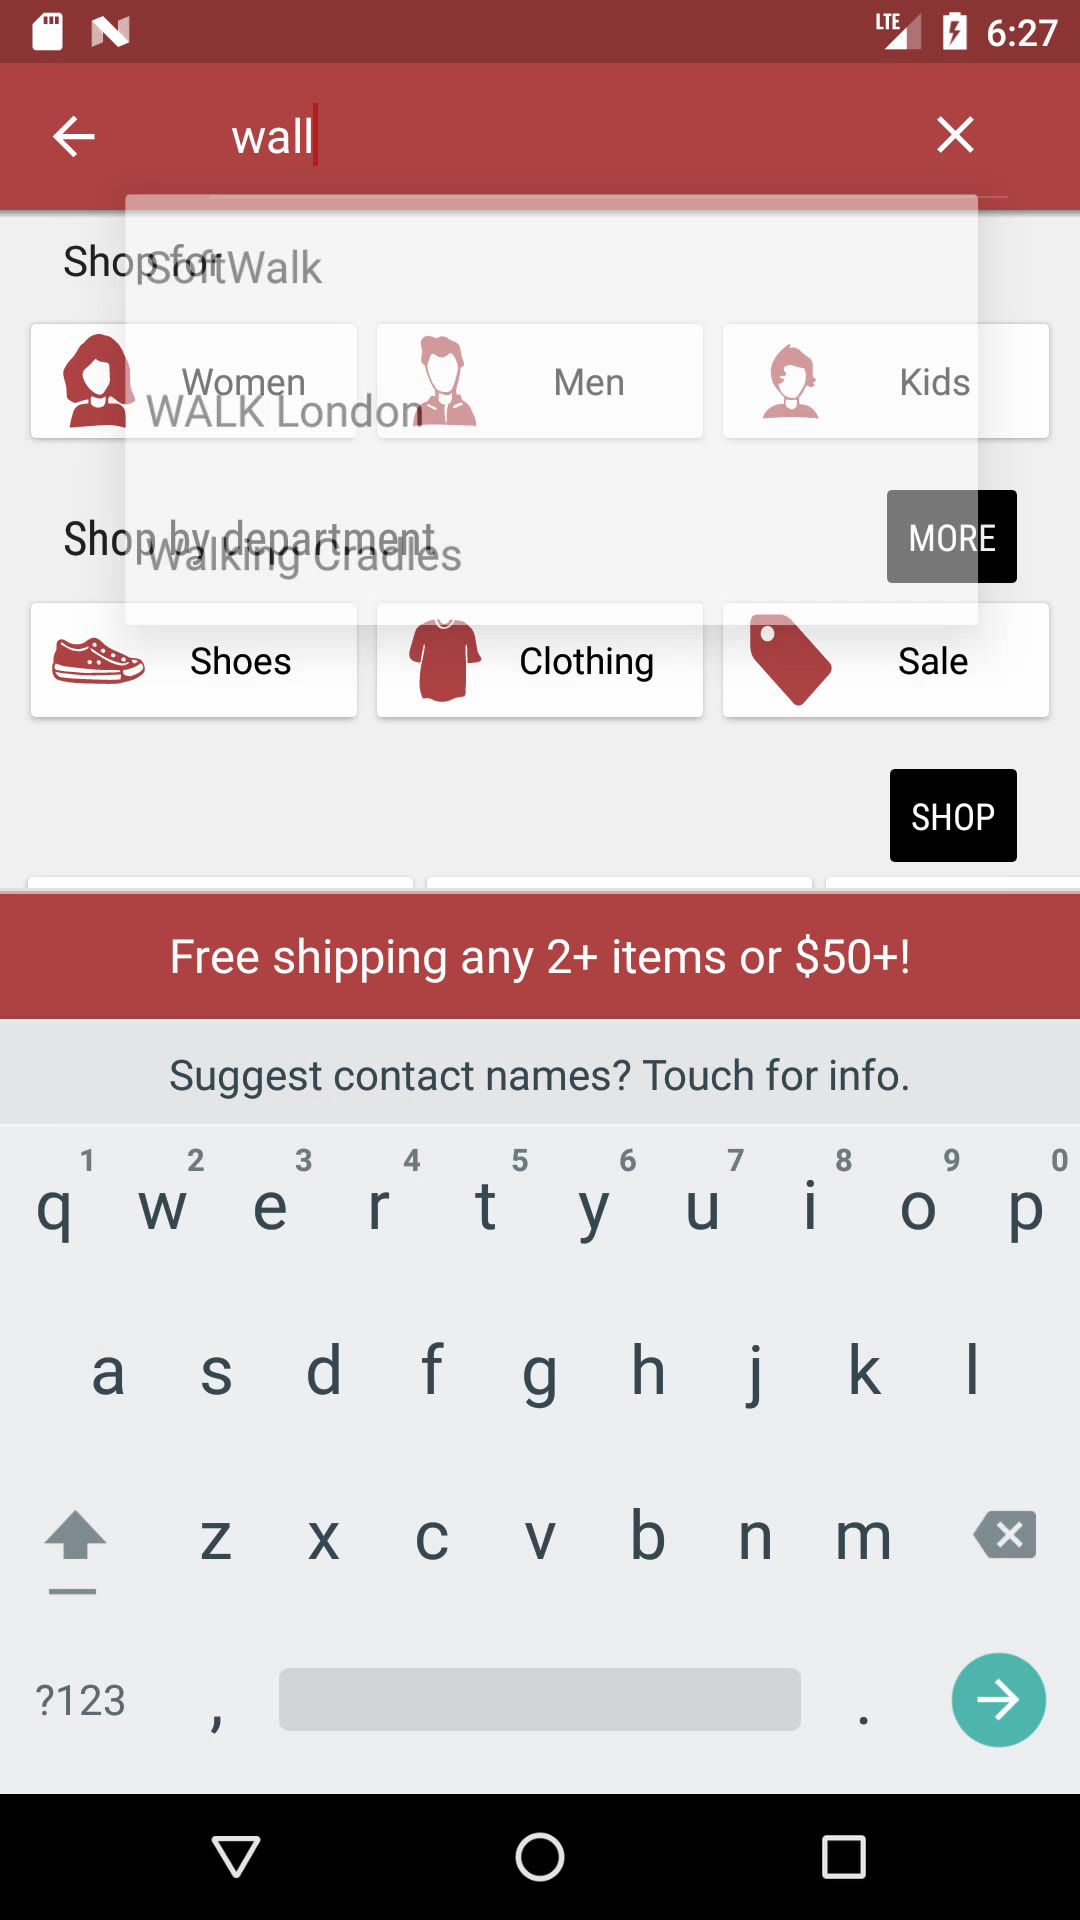 LTE 6:27
wall
Shop for
SoftWalk
Women Men Kids
WALK London
Shop by department MORE
Walking Cradles
Shoes Clothing Sale
SHOP
Free shipping any 2+ items or $50+!
Suggest contact names? Touch for info.
1 2 3 4 5 6 7 8 9 0
q w e r t y u i o p
a s d f g h j k l
z x c v b n m
?123 , .